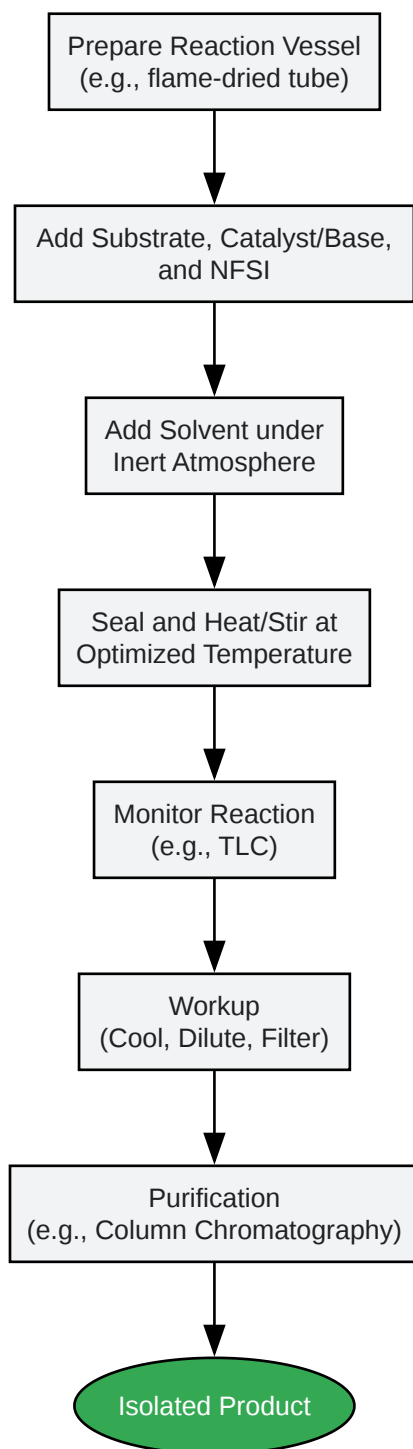 Prepare Reaction Vessel
(e.g., flame-dried tube)
Add Substrate, Catalyst/Base,
and NFSI
Add Solvent under
Inert Atmosphere
Seal and Heat/Stir at
Optimized Temperature
Monitor Reaction
(e.g., TLC)
Workup
(Cool, Dilute, Filter)
Purification
(e.g., Column Chromatography)
Isolated Product